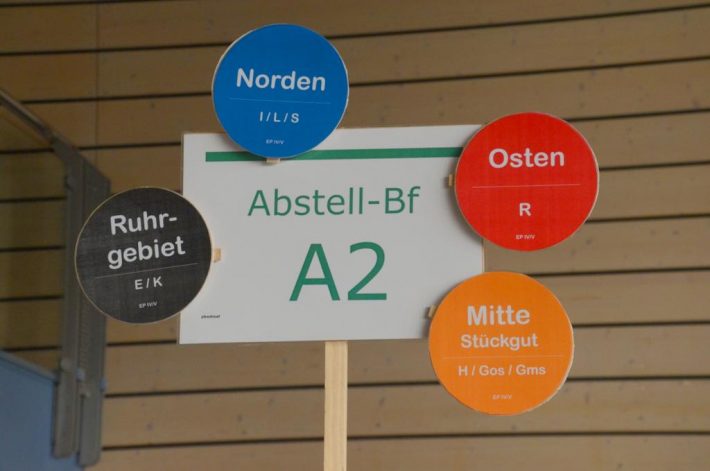 Norden
I / L / S
EP IV/V
Osten
R
EP IV/V
Abstell-Bf
A2
Ruhr-
gebiet
E / K
EP IV/V
Mitte
Stückgut
H / Gos / Gms
EP IV/V